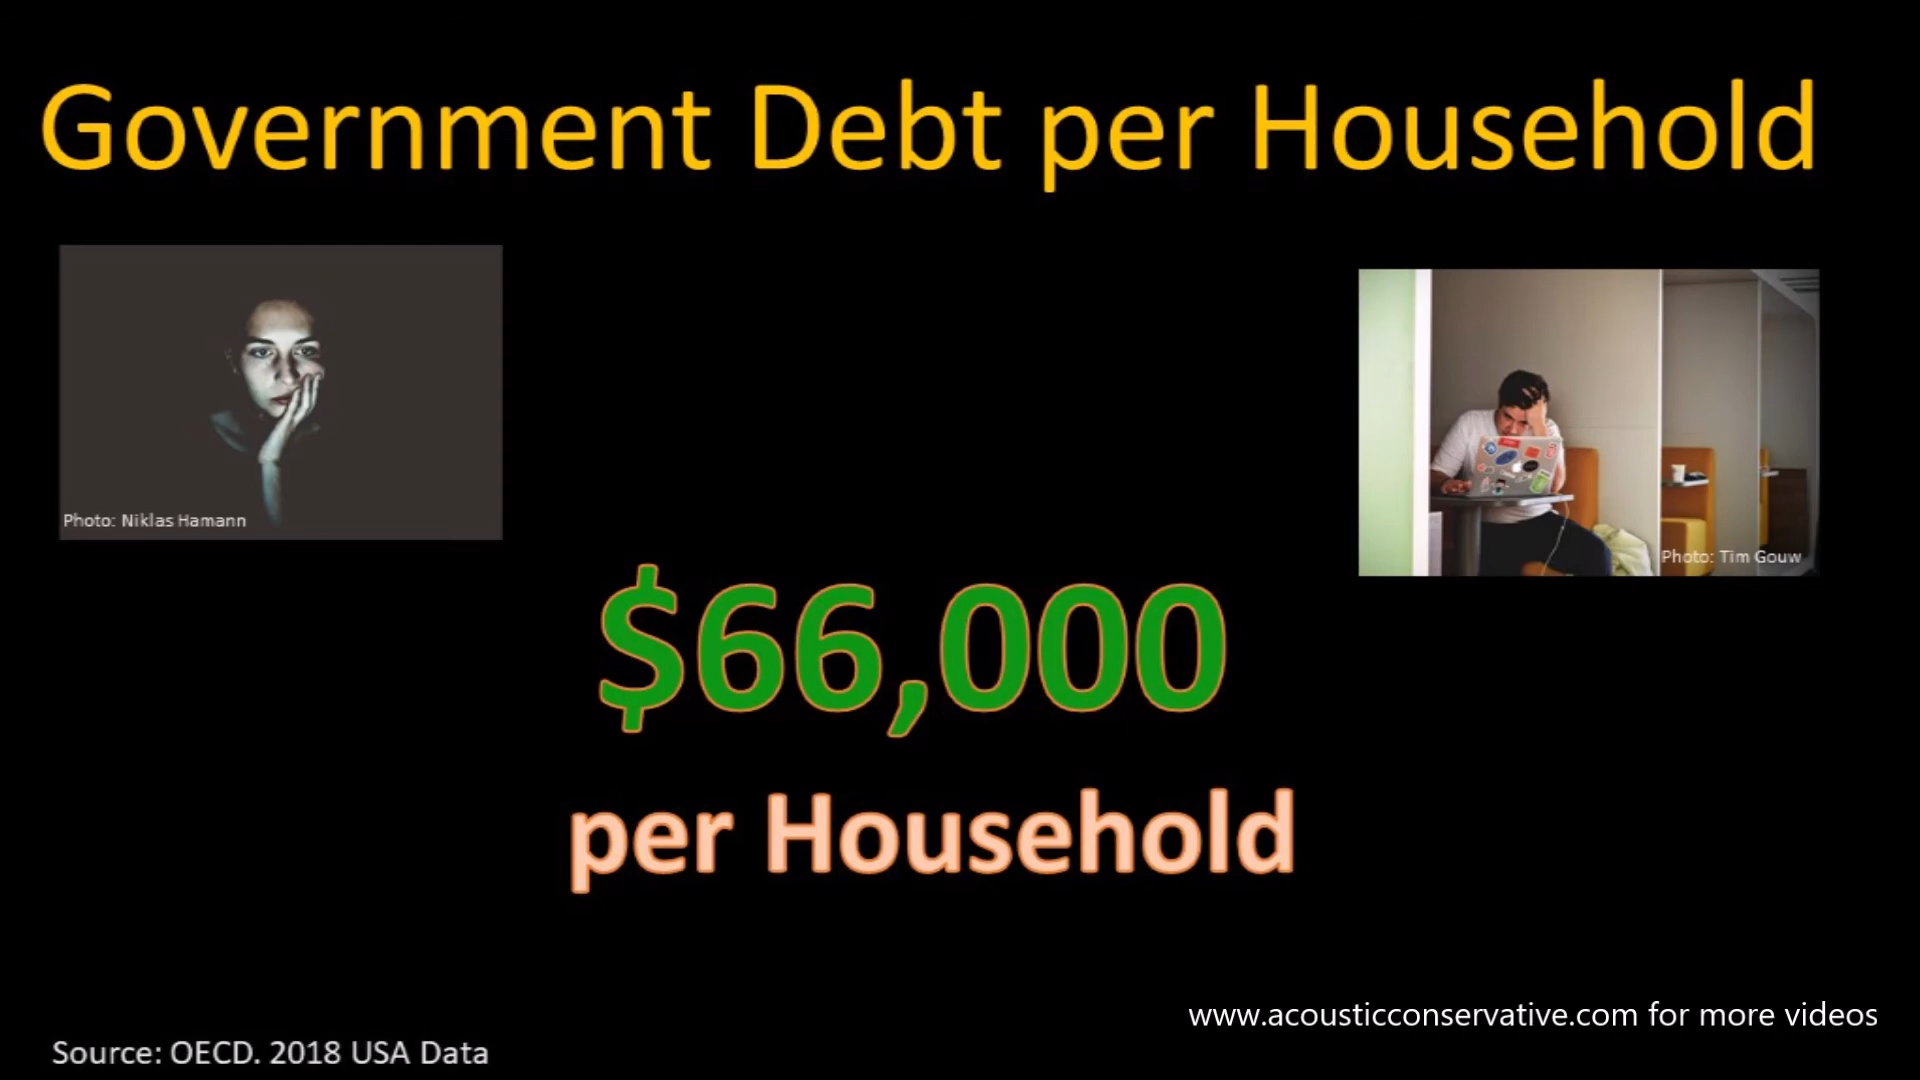 Government Debt per Household
Photo: Niklas Hamann
Photo: Tim Gouw
$66,000
per Household
www.acousticconservative.com for more videos
Source: OECD. 2018 USA Data